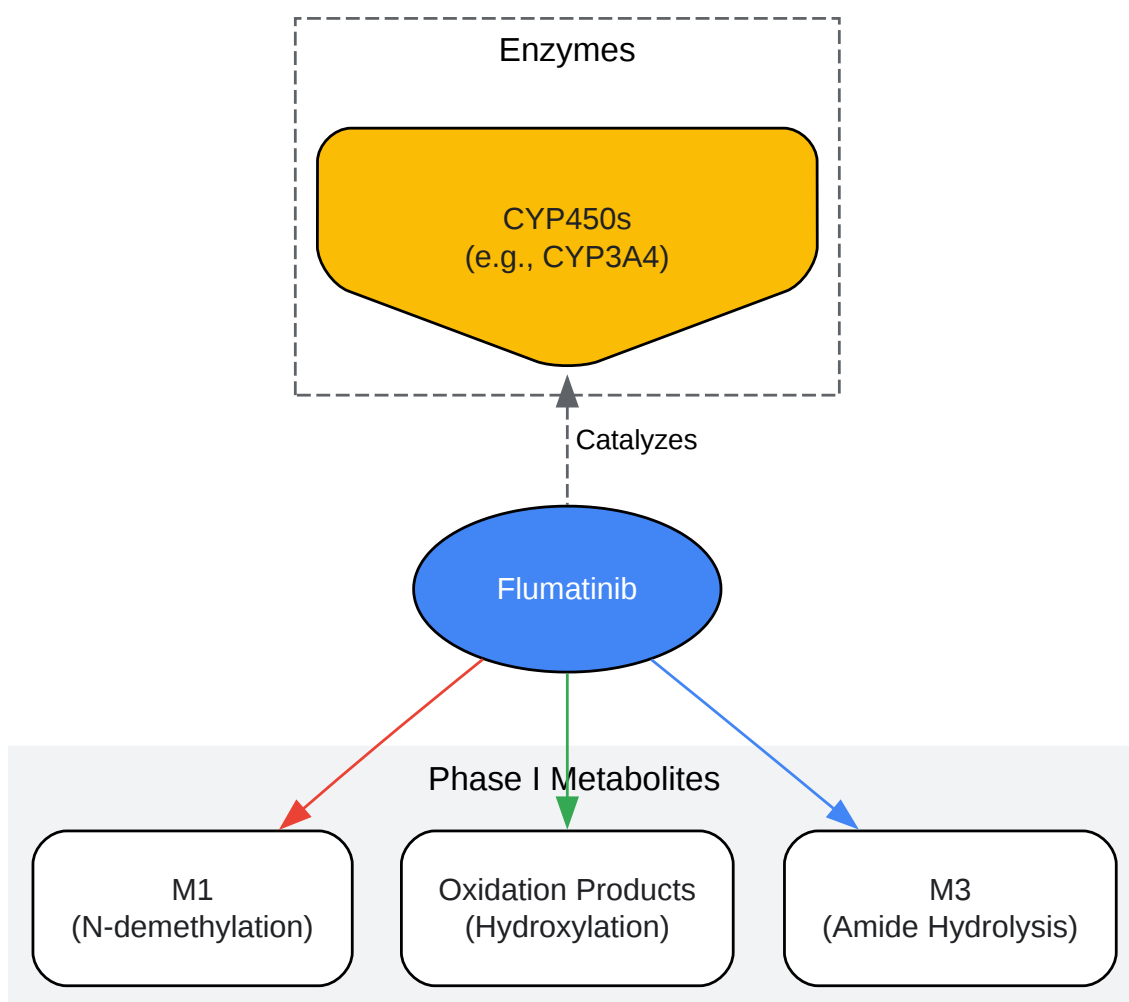 Enzymes
CYP450s
(e.g., CYP3A4)
Catalyzes
Flumatinib
Phase I Metabolites
M1
(N-demethylation)
Oxidation Products
(Hydroxylation)
M3
(Amide Hydrolysis)